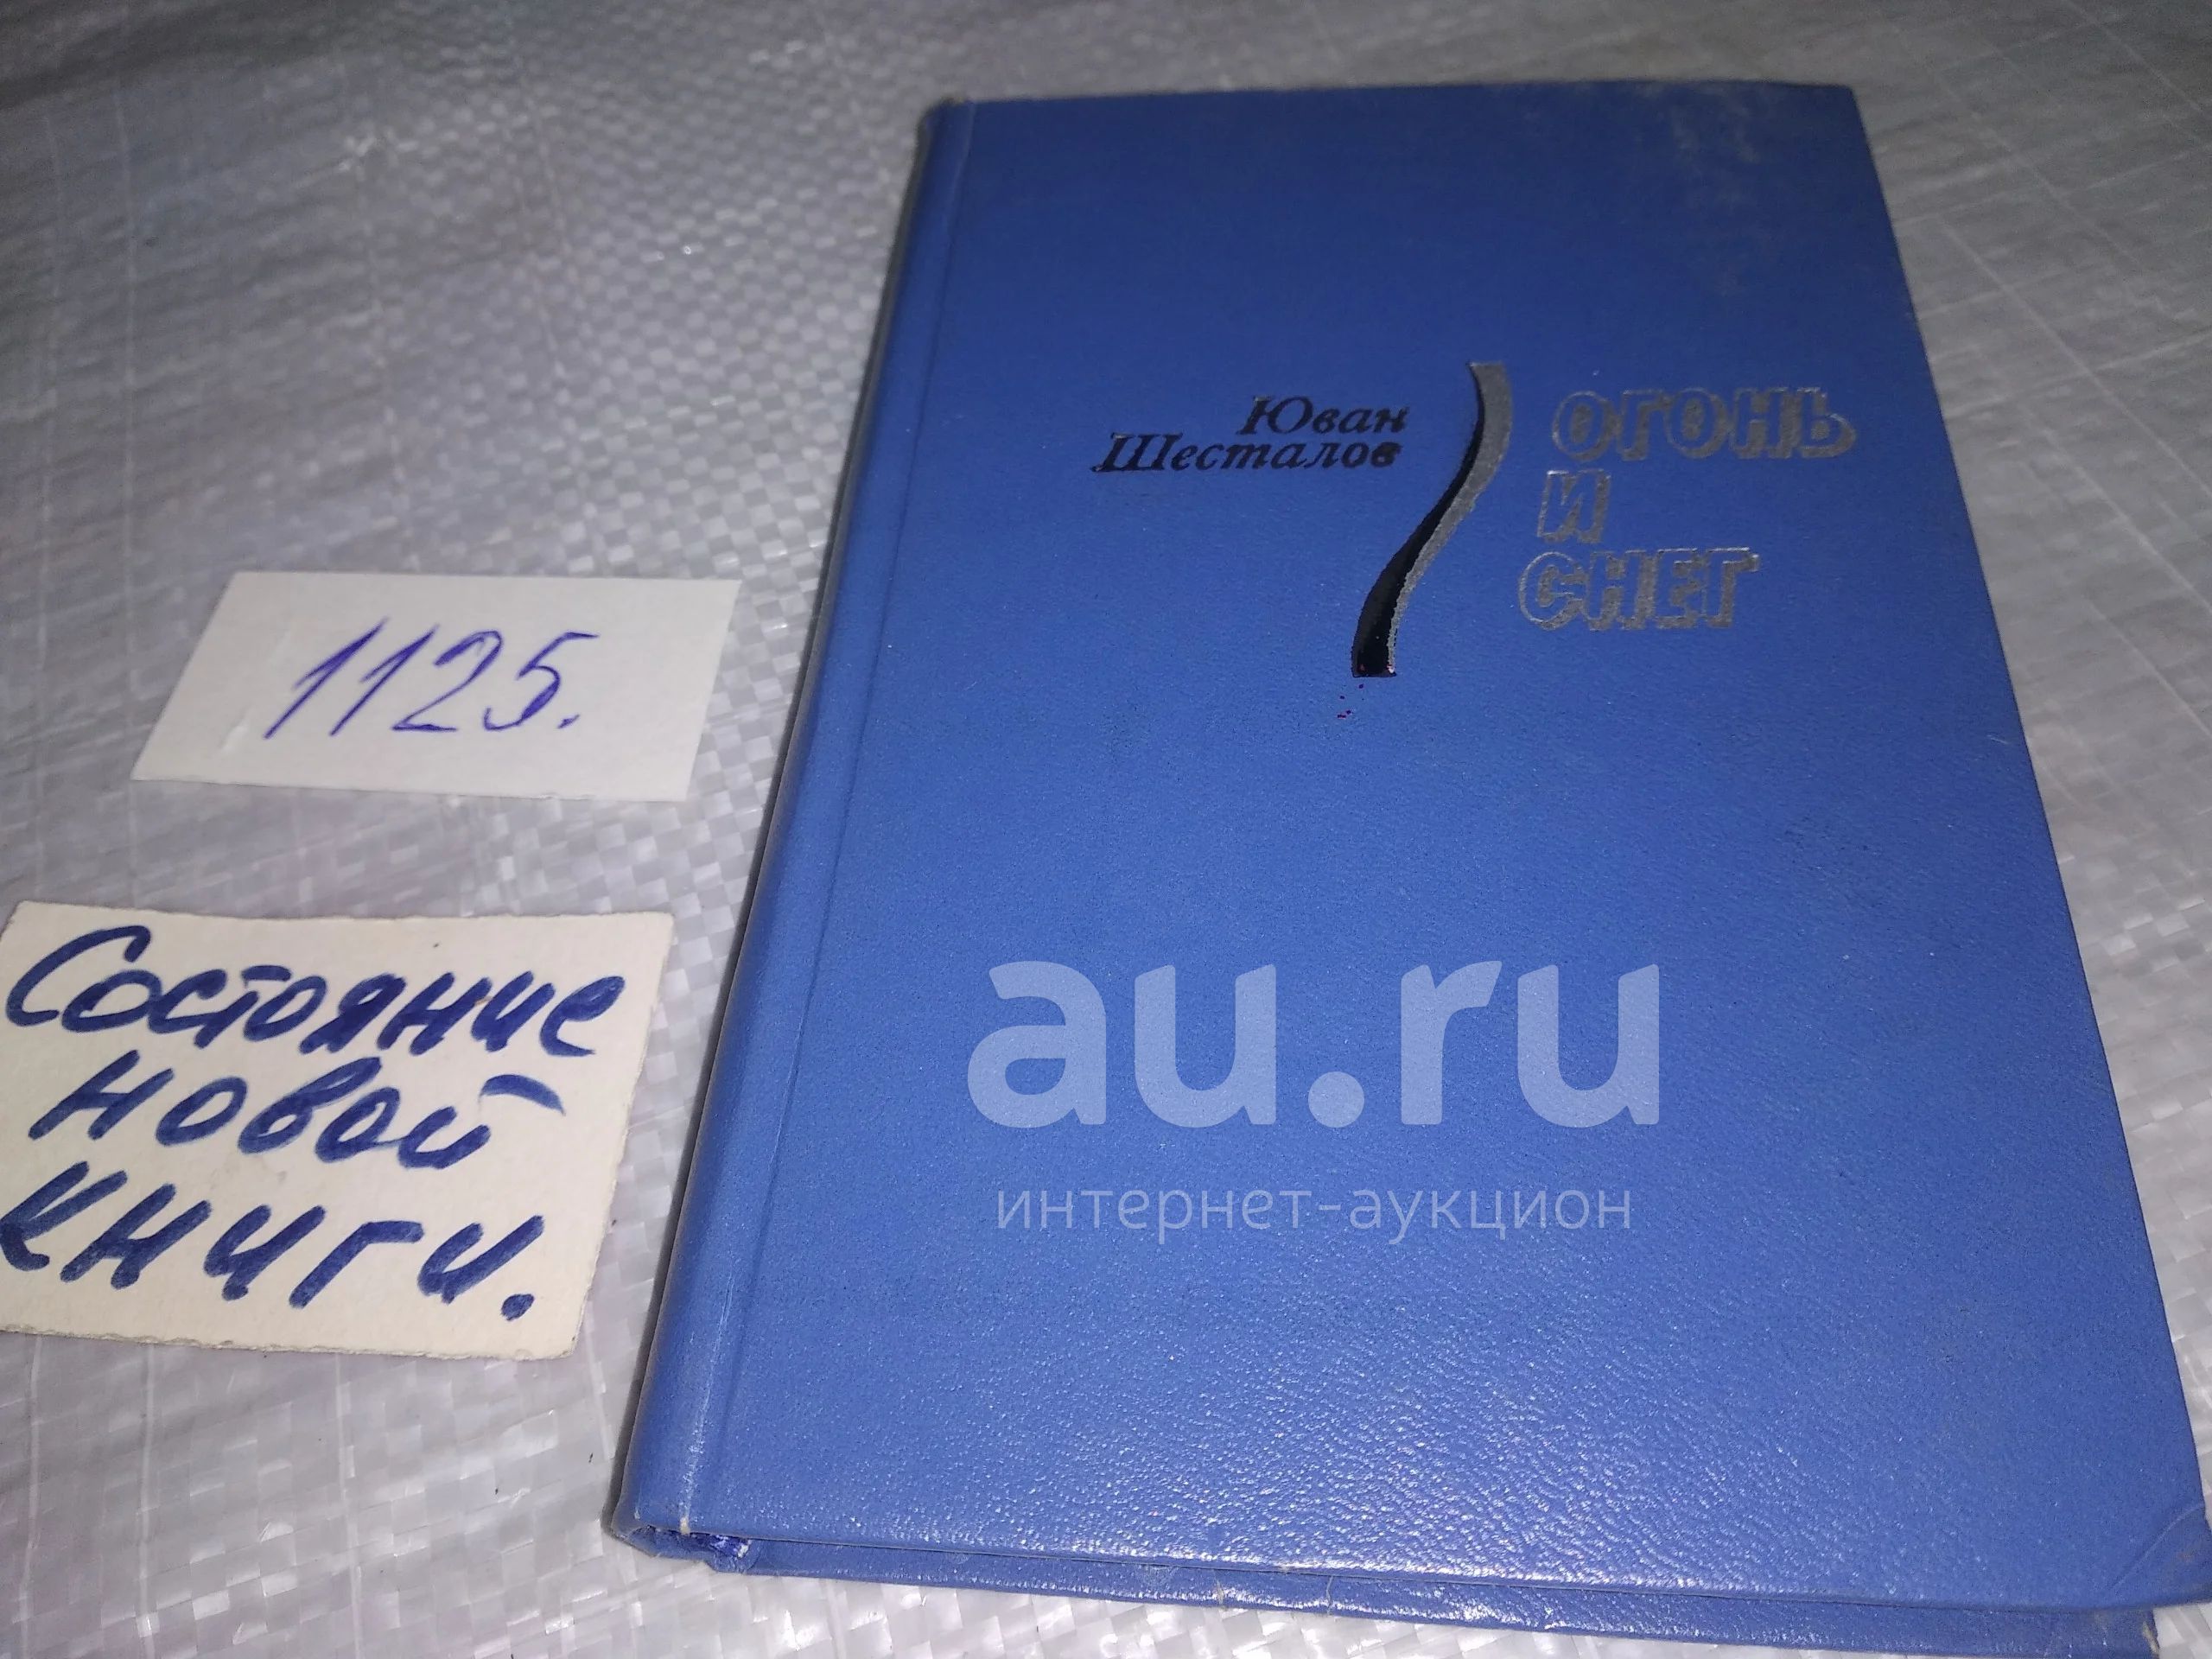 Юван
Шесталов
ОГОНЬ
И
СНЕГ
1125.
Состояние
новой
книги.
au.ru
интернет-аукцион